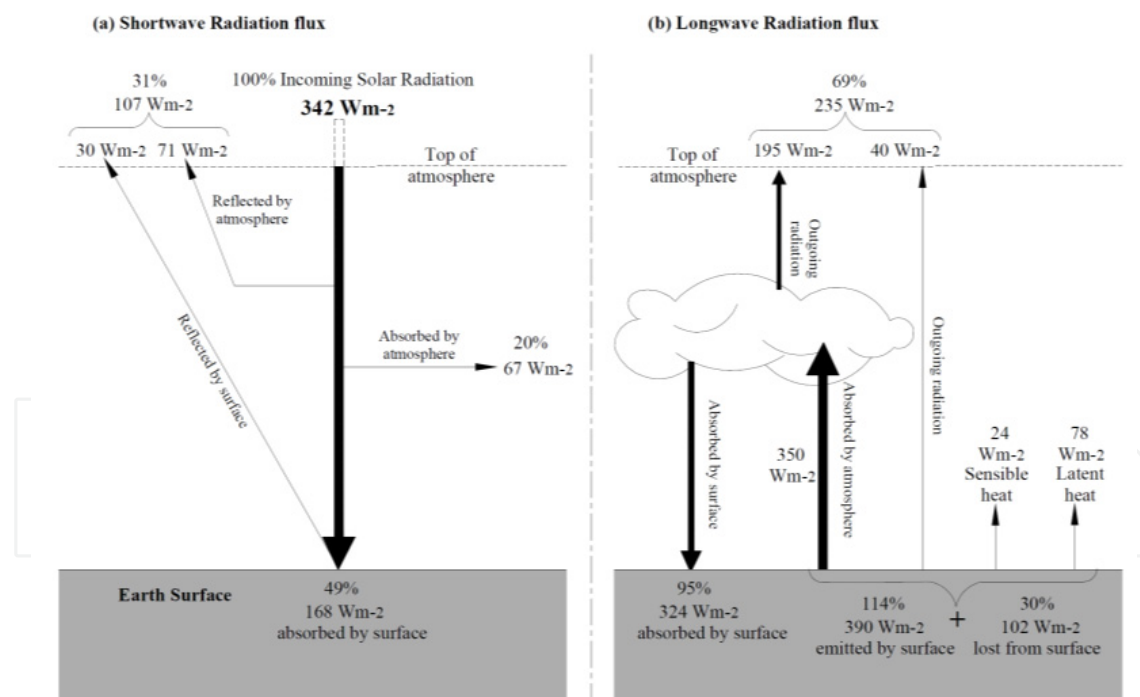 (a) Shortwave Radiation flux
31%
107 Wm-2
30 Wm-2 71 Wm-2
100% Incoming Solar Radiation
342 Wm-2
Top of
atmosphere
Reflected by
atmosphere
Reflected by surface
Absorbed by
atmosphere
20%
67 Wm-2
Earth Surface
49%
168 Wm-2
absorbed by surface
(b) Longwave Radiation flux
69%
235 Wm-2
Top of
atmosphere
195 Wm-2
40 Wm-2
Outgoing
radiation
Absorbed by surface
350
Wm-2
Absorbed by atmosphere
Outgoing radiation
24
Wm-2
Sensible
heat
78
Wm-2
Latent
heat
95%
324 Wm-2
absorbed by surface
114%
390 Wm-2
emitted by surface
+
30%
102 Wm-2
lost from surface